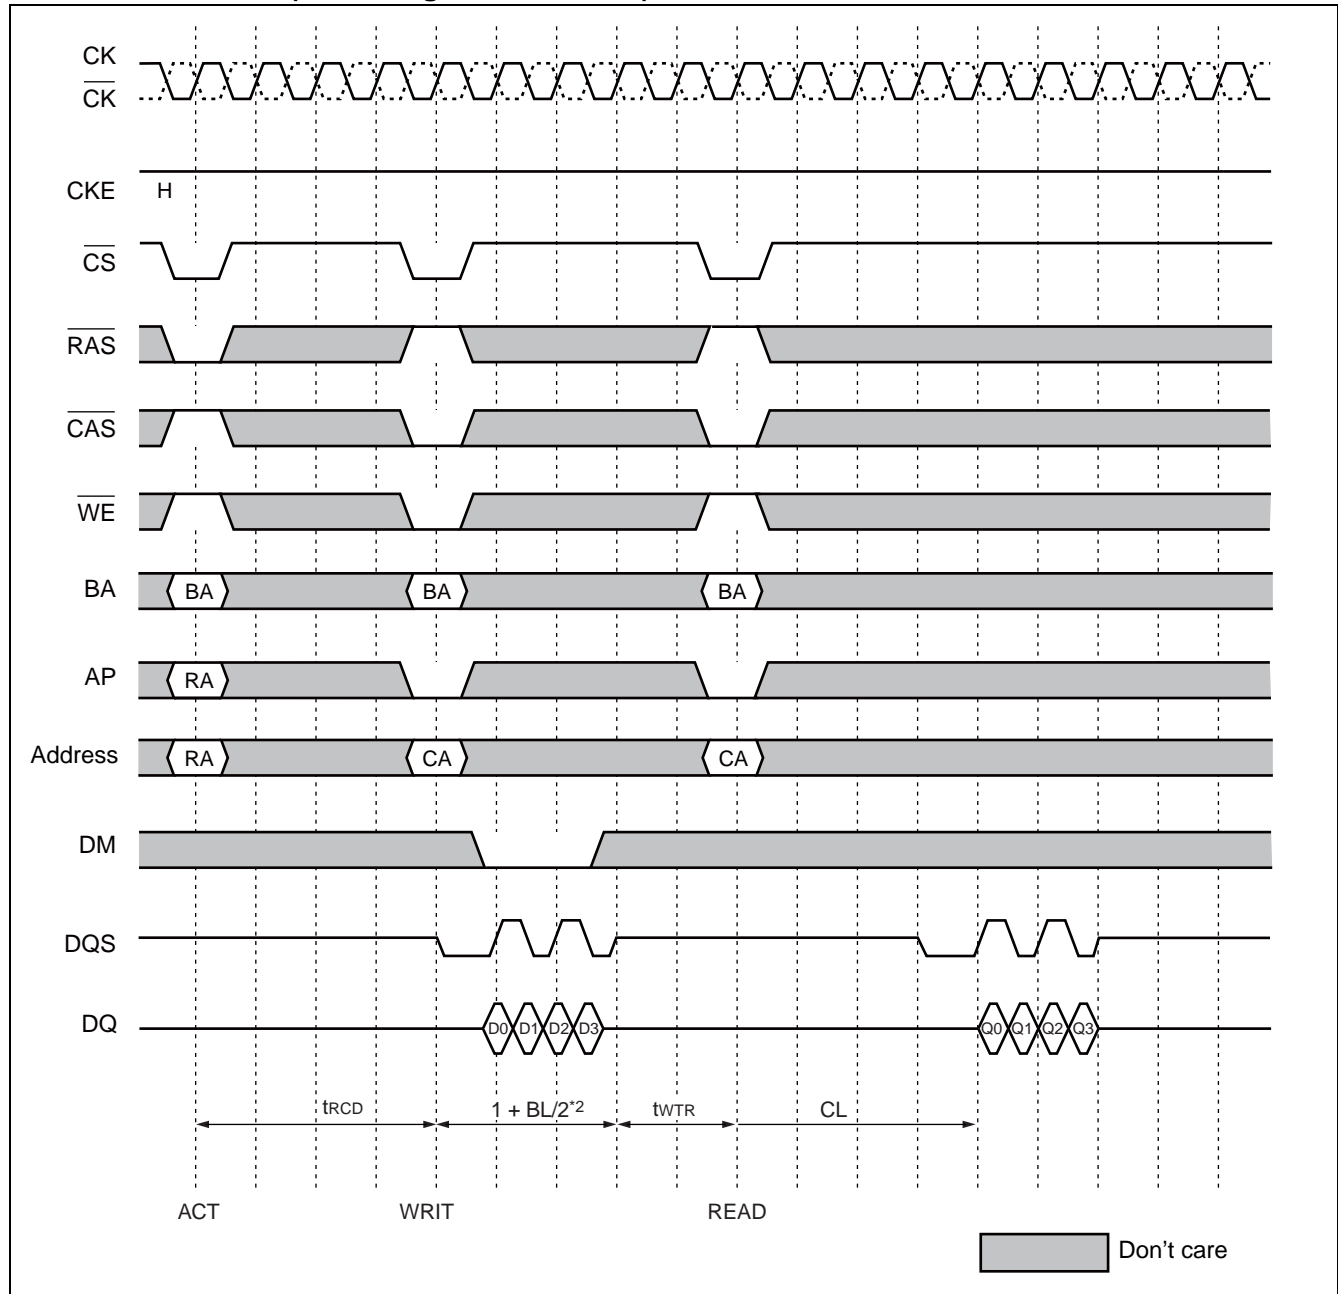 CK
CK
CKE H
CS
RAS
CAS
WE
BA BA BA BA
AP RA
Address RA CA CA
DM
DQS
DQ D0 D1 D2 D3 Q0 Q1 Q2 Q3
tRCD 1 + BL/2*2 tWTR CL
ACT WRIT READ
Don't care